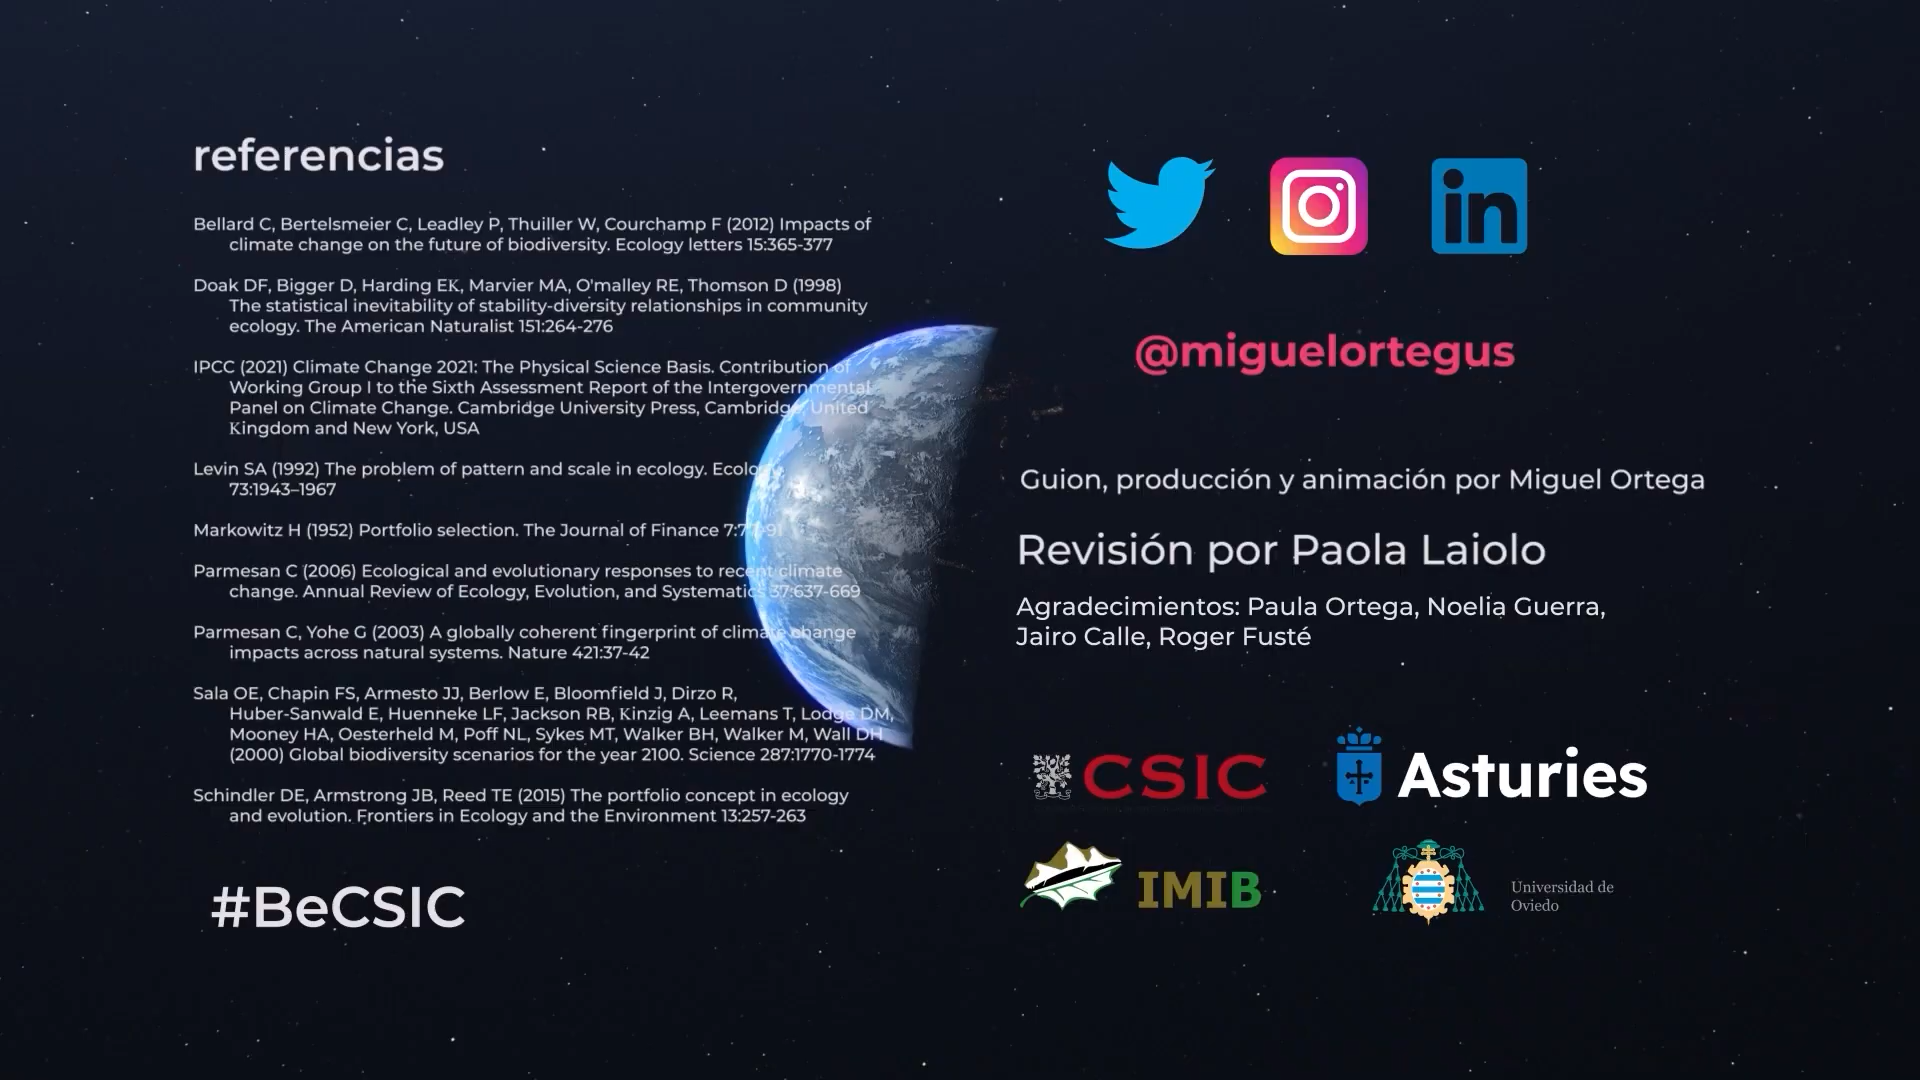 referencias
Bellard C, Bertelsmeier C, Leadley P, Thuiller W, Courchamp F (2012) Impacts of
climate change on the future of biodiversity. Ecology letters 15:365-377
Doak DF, Bigger D, Harding EK, Marvier MA, O'malley RE, Thomson D (1998)
The statistical inevitability of stability-diversity relationships in community
ecology. The American Naturalist 151:264-276
IPCC (2021) Climate Change 2021: The Physical Science Basis. Contribution of
Working Group I to the Sixth Assessment Report of the Intergovernmental
Panel on Climate Change. Cambridge University Press, Cambridge, United
Kingdom and New York, USA
Levin SA (1992) The problem of pattern and scale in ecology. Ecology
73:1943–1967
Markowitz H (1952) Portfolio selection. The Journal of Finance 7:77-91
Parmesan C (2006) Ecological and evolutionary responses to recent climate
change. Annual Review of Ecology, Evolution, and Systematics 37:637-669
Parmesan C, Yohe G (2003) A globally coherent fingerprint of climate change
impacts across natural systems. Nature 421:37-42
Sala OE, Chapin FS, Armesto JJ, Berlow E, Bloomfield J, Dirzo R,
Huber-Sanwald E, Huenneke LF, Jackson RB, Kinzig A, Leemans T, Lodge DM,
Mooney HA, Oesterheld M, Poff NL, Sykes MT, Walker BH, Walker M, Wall DH
(2000) Global biodiversity scenarios for the year 2100. Science 287:1770-1774
Schindler DE, Armstrong JB, Reed TE (2015) The portfolio concept in ecology
and evolution. Frontiers in Ecology and the Environment 13:257-263
#BeCSIC
in
@miguelortegus
Guion, producción y animación por Miguel Ortega
Revisión por Paola Laiolo
Agradecimientos: Paula Ortega, Noelia Guerra,
Jairo Calle, Roger Fusté
CSIC
Asturies
IMIB
Universidad de
Oviedo